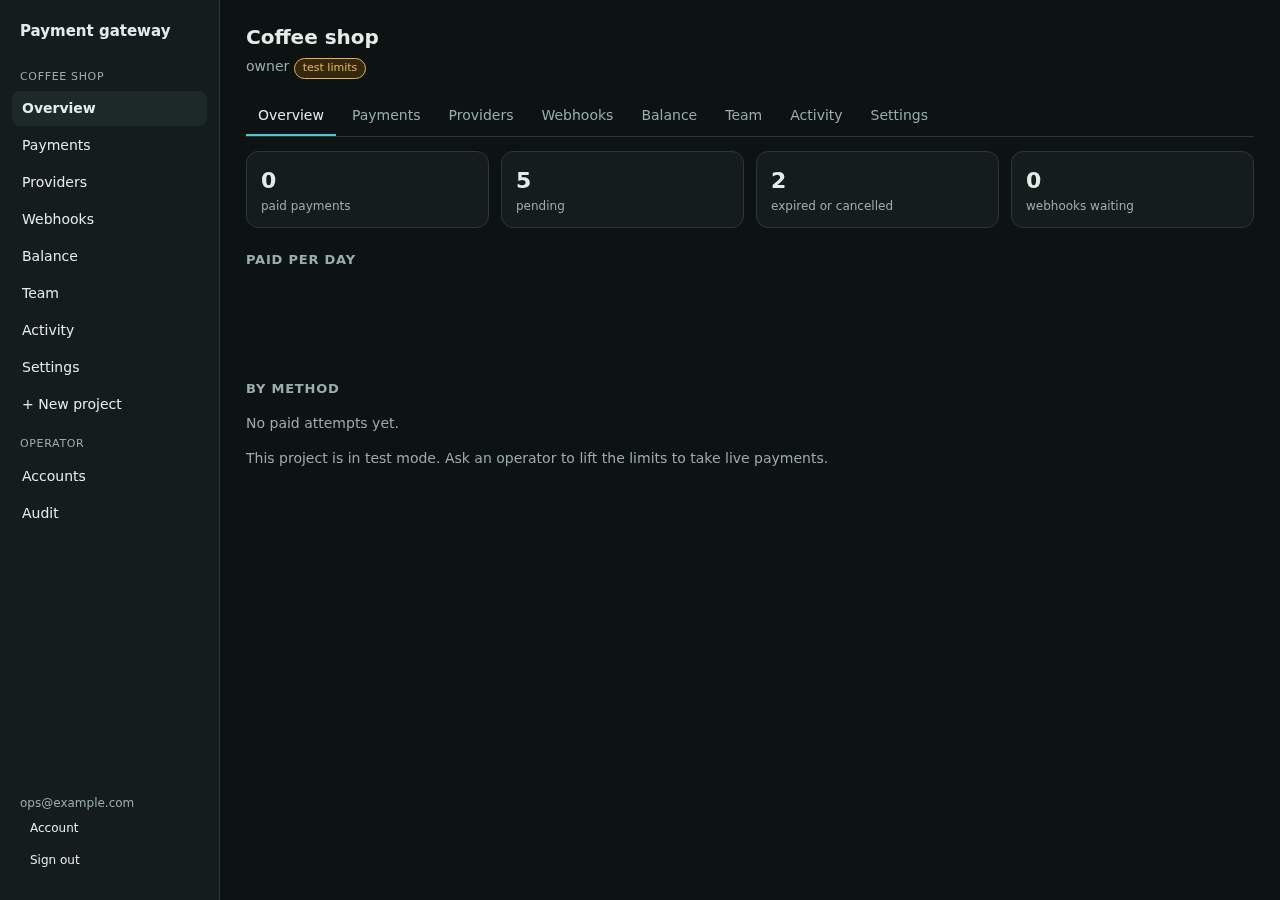 Payment gateway
COFFEE SHOP
Overview
Payments
Providers
Webhooks
Balance
Team
Activity
Settings
+ New project
OPERATOR
Accounts
Audit
ops@example.com
Account
Sign out
Coffee shop
owner test limits
Overview Payments Providers Webhooks Balance Team Activity Settings
0 5 2 0
paid payments pending expired or cancelled webhooks waiting
PAID PER DAY
BY METHOD
No paid attempts yet.
This project is in test mode. Ask an operator to lift the limits to take live payments.